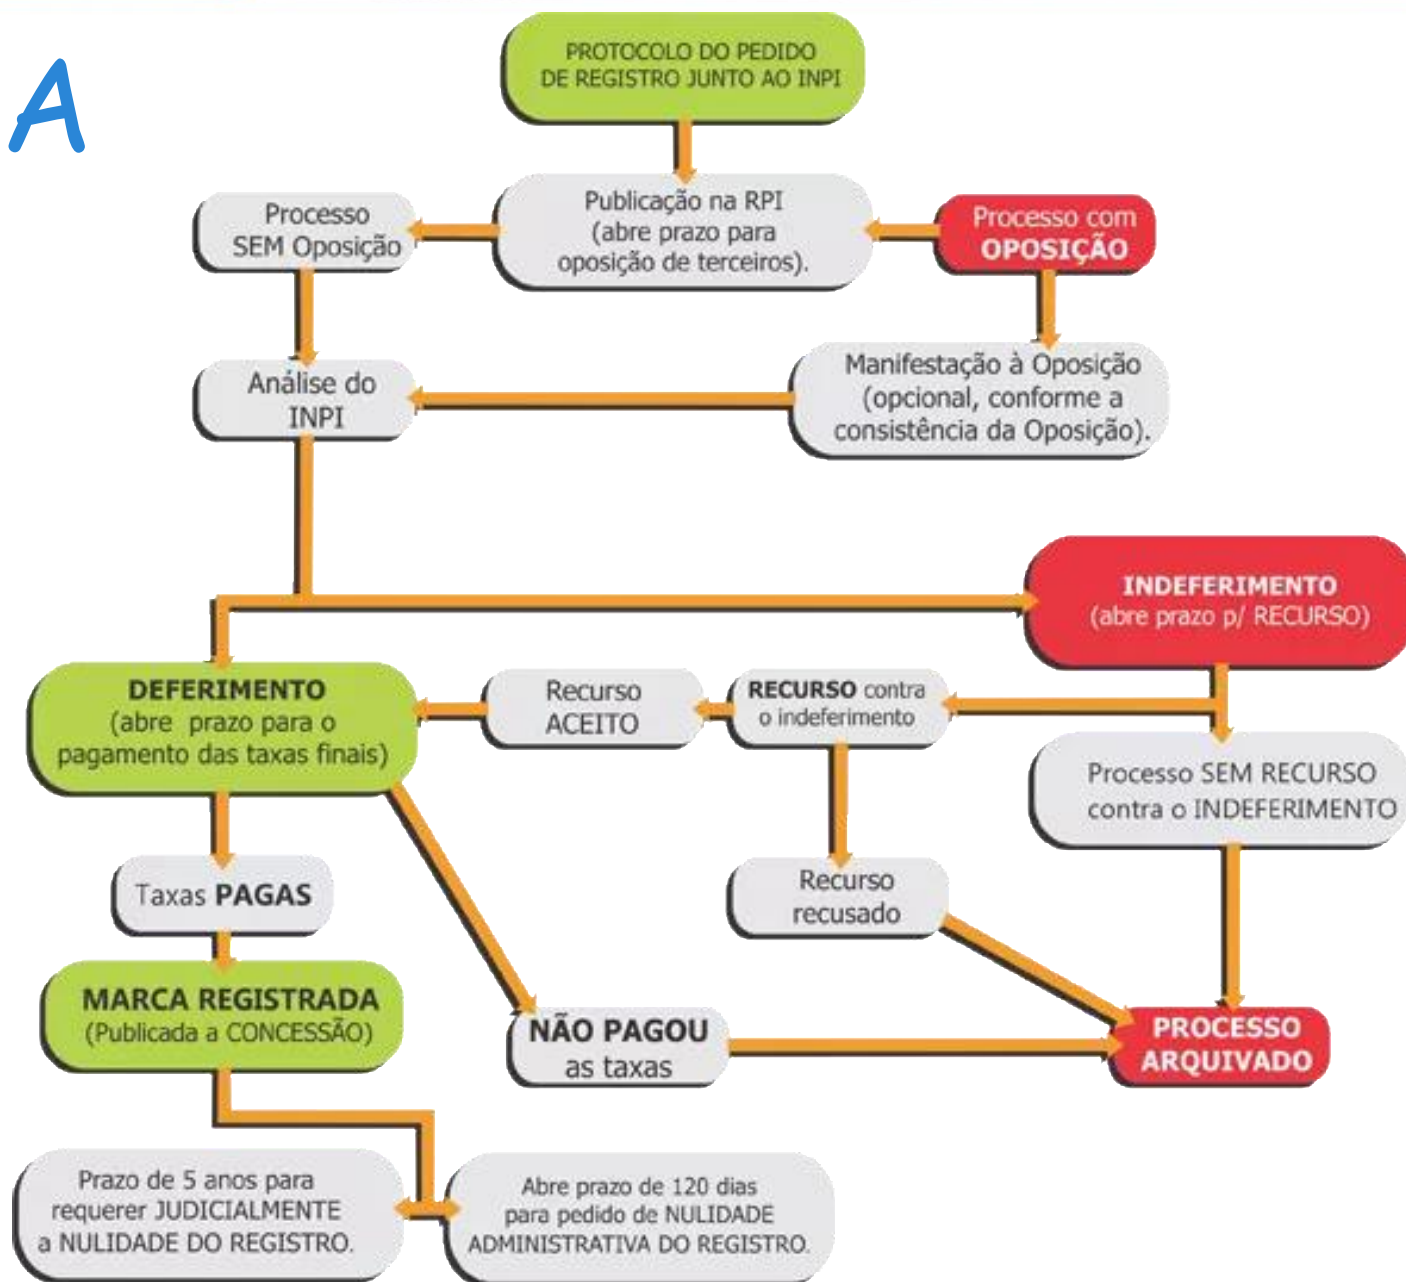 A
PROTOCOLO DO PEDIDO
DE REGISTRO JUNTO AO INPI
Processo
SEM Oposição
Publicação na RPI
(abre prazo para
oposição de terceiros).
Processo com
OPOSIÇÃO
Análise do
INPI
Manifestação à Oposição
(opcional, conforme a
consistência da Oposição).
INDEFERIMENTO
(abre prazo p/ RECURSO)
DEFERIMENTO
(abre prazo para o
pagamento das taxas finais)
Recurso
ACEITO
RECURSO contra
o indeferimento
Processo SEM RECURSO
contra o INDEFERIMENTO
Taxas PAGAS
Recurso
recusado
MARCA REGISTRADA
(Publicada a CONCESSÃO)
NÃO PAGOU
as taxas
PROCESSO
ARQUIVADO
Prazo de 5 anos para
requerer JUDICIALMENTE
a NULIDADE DO REGISTRO.
Abre prazo de 120 dias
para pedido de NULIDADE
ADMINISTRATIVA DO REGISTRO.